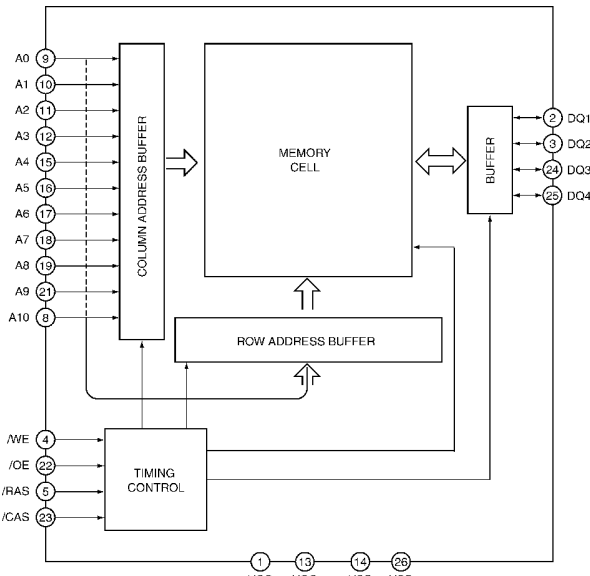 A0 9
A1 10
A2 11
A3 12
A4 15
A5 16
A6 17
A7 18
A8 19
A9 21
A10 8
COLUMN ADDRESS BUFFER
MEMORY
CELL
BUFFER
2 DQ1
3 DQ2
24 DQ3
25 DQ4
ROW ADDRESS BUFFER
/WE 4
/OE 22
/RAS 5
/CAS 23
TIMING
CONTROL
1 13 14 26